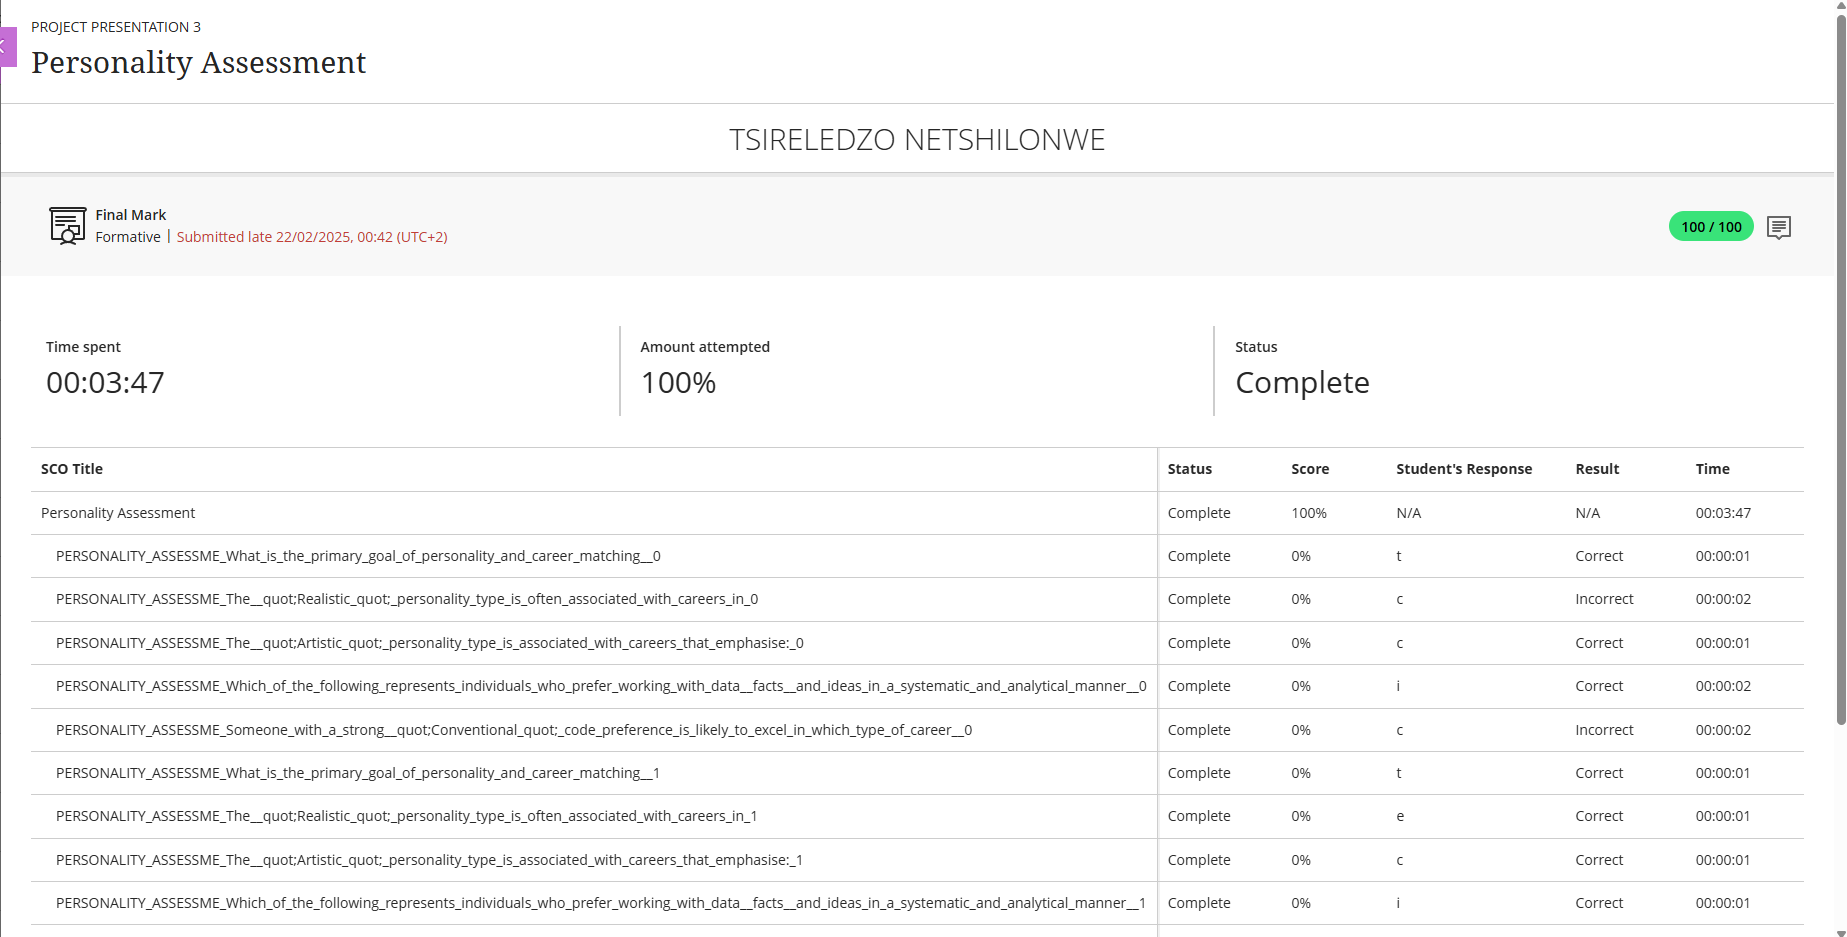 PROJECT PRESENTATION 3
Personality Assessment
TSIRELEDZO NETSHILONWE
Final Mark
Formative | Submitted late 22/02/2025, 00:42 (UTC+2)
100 / 100
Time spent
00:03:47
Amount attempted
100%
Status
Complete
SCO Title Status Score Student's Response Result Time
Personality Assessment Complete 100% N/A N/A 00:03:47
PERSONALITY_ASSESSME_What_is_the_primary_goal_of_personality_and_career_matching__0 Complete 0% t Correct 00:00:01
PERSONALITY_ASSESSME_The__quot;Realistic_quot;_personality_type_is_often_associated_with_careers_in_0 Complete 0% c Incorrect 00:00:02
PERSONALITY_ASSESSME_The__quot;Artistic_quot;_personality_type_is_associated_with_careers_that_emphasise:_0 Complete 0% c Correct 00:00:01
PERSONALITY_ASSESSME_Which_of_the_following_represents_individuals_who_prefer_working_with_data__facts__and_ideas_in_a_systematic_and_analytical_manner__0 Complete 0% i Correct 00:00:02
PERSONALITY_ASSESSME_Someone_with_a_strong__quot;Conventional_quot;_code_preference_is_likely_to_excel_in_which_type_of_career__0 Complete 0% c Incorrect 00:00:02
PERSONALITY_ASSESSME_What_is_the_primary_goal_of_personality_and_career_matching__1 Complete 0% t Correct 00:00:01
PERSONALITY_ASSESSME_The__quot;Realistic_quot;_personality_type_is_often_associated_with_careers_in_1 Complete 0% e Correct 00:00:01
PERSONALITY_ASSESSME_The__quot;Artistic_quot;_personality_type_is_associated_with_careers_that_emphasise:_1 Complete 0% c Correct 00:00:01
PERSONALITY_ASSESSME_Which_of_the_following_represents_individuals_who_prefer_working_with_data__facts__and_ideas_in_a_systematic_and_analytical_manner__1 Complete 0% i Correct 00:00:01